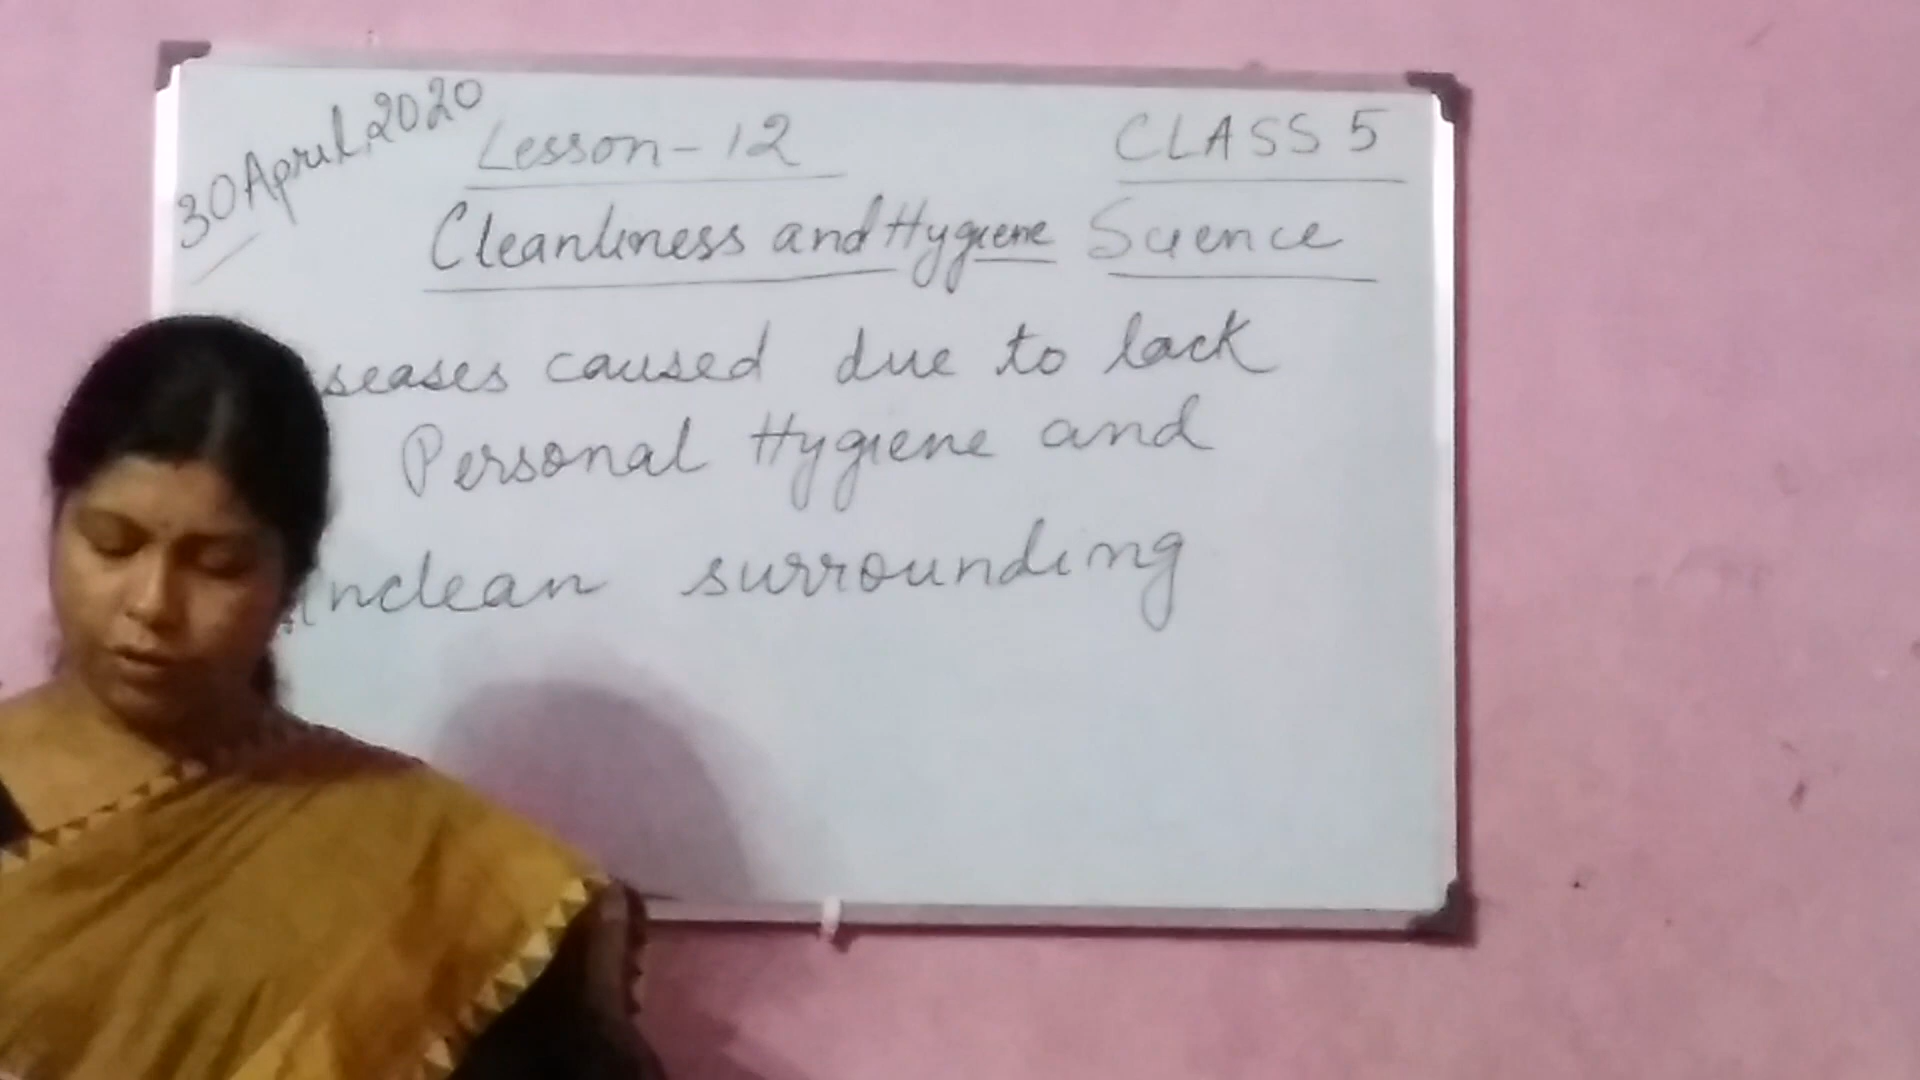 30 April, 2020
Lesson - 12
CLASS 5
Cleanliness and Hygiene
Science
seases caused due to lack
Personal Hygiene and
nclean surrounding